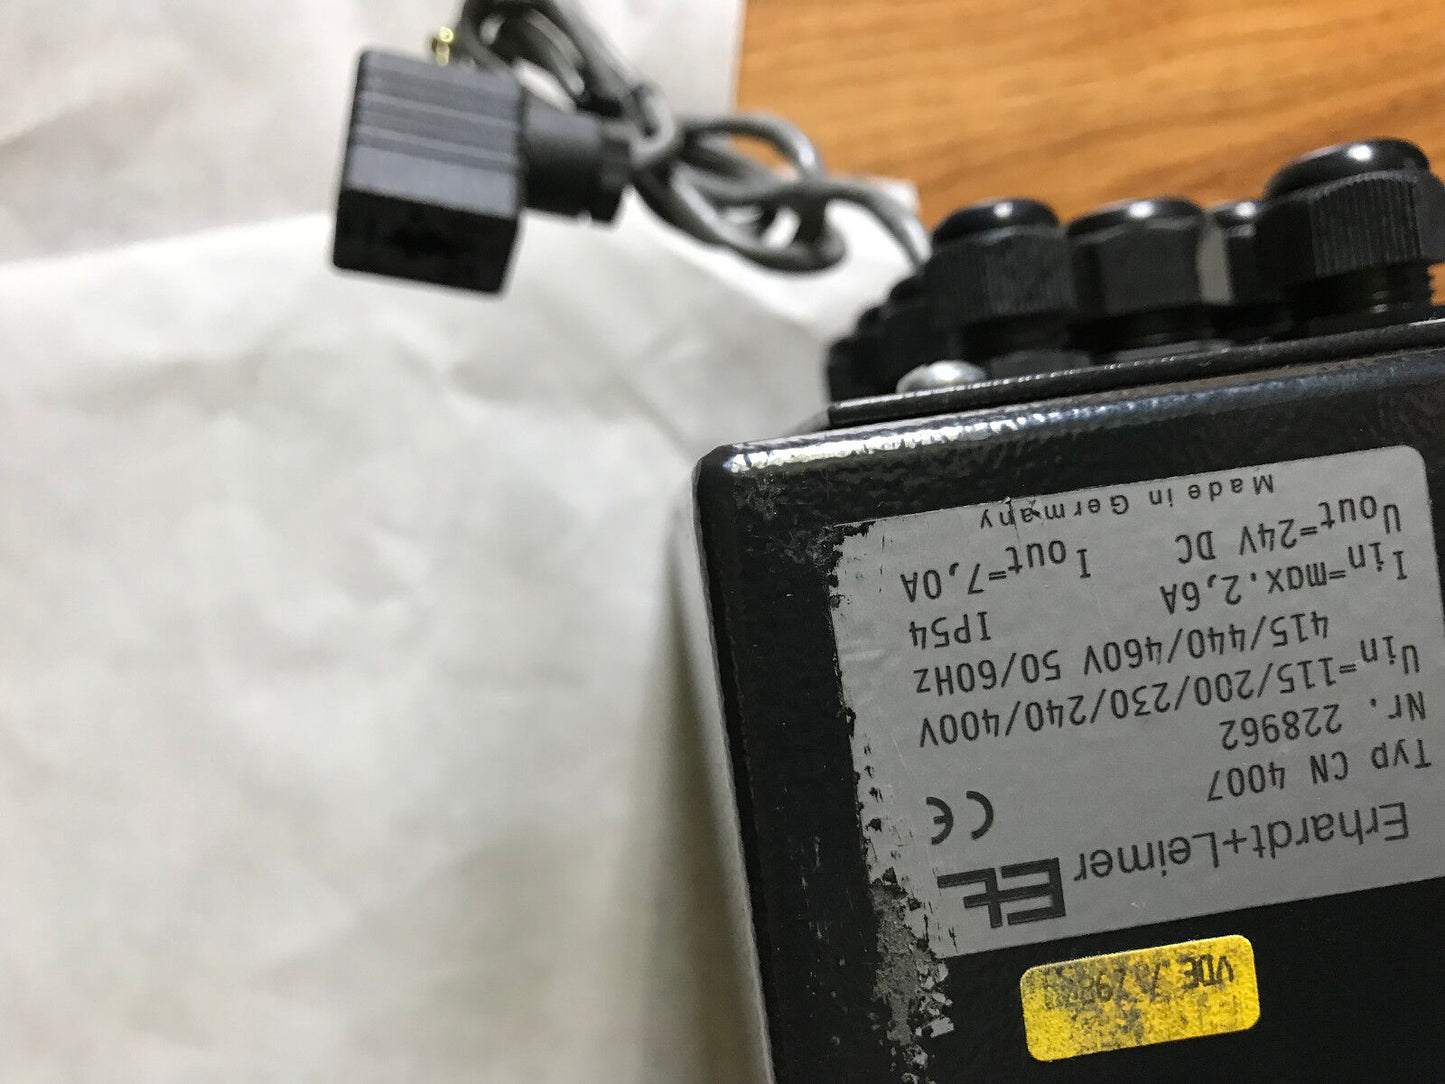 VDE
Erhardt+Leimer
CE
Typ CN 4007
Nr. 228962
Uin=115/200/230/240/400V
415/440/460V 50/60Hz
Iin=max.2,6A IP54
Uout=24V DC Iout=7,0A
Made in Germany